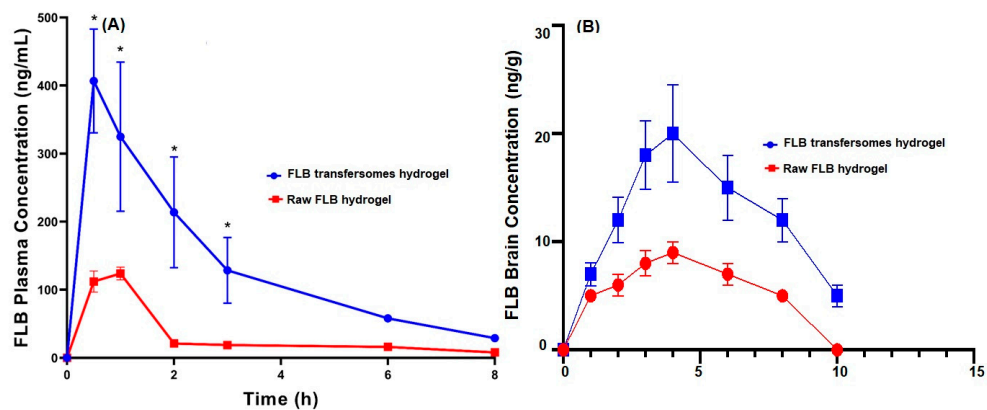 (A)
FLB Plasma Concentration (ng/mL)
500
400
300
200
100
0
*
*
*
*
FLB transfersomes hydrogel
Raw FLB hydrogel
0
2
4
6
8
Time (h)
(B)
FLB Brain Concentration (ng/g)
30
20
10
0
FLB transfersomes hydrogel
Raw FLB hydrogel
0
5
10
15